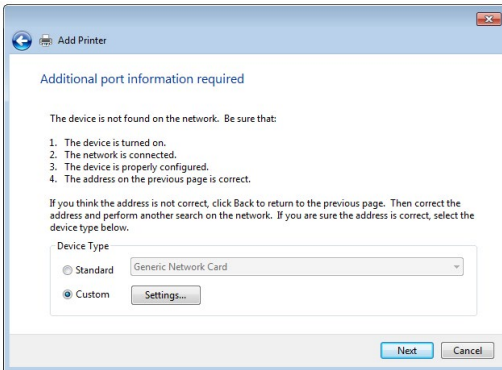 Add Printer
Additional port information required
The device is not found on the network. Be sure that:
1. The device is turned on.
2. The network is connected.
3. The device is properly configured.
4. The address on the previous page is correct.
If you think the address is not correct, click Back to return to the previous page. Then correct the
address and perform another search on the network. If you are sure the address is correct, select the
device type below.
Device Type
Standard Generic Network Card
Custom Settings...
Next Cancel